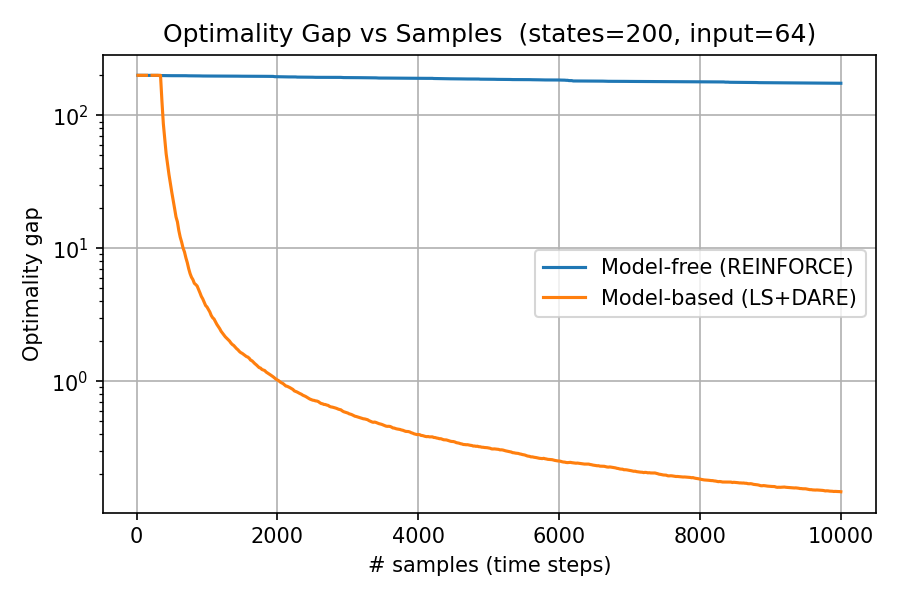 Optimality Gap vs Samples (states=200, input=64)
Optimality gap
10²
10¹
10⁰
Model-free (REINFORCE)
Model-based (LS+DARE)
0 2000 4000 6000 8000 10000
# samples (time steps)